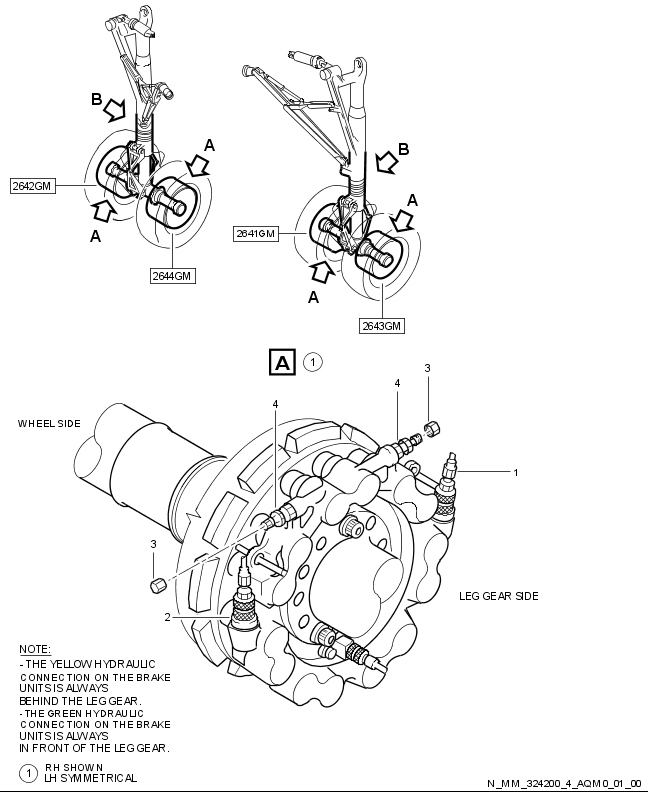 B
A
2642GM
A
2644GM
B
A
2641GM
A
2643GM
A 1
3
4
4
WHEEL SIDE
1
3
LEG GEAR SIDE
2
NOTE:
- THE YELLOW HYDRAULIC
CONNECTION ON THE BRAKE
UNITS IS ALWAYS
BEHIND THE LEG GEAR.
- THE GREEN HYDRAULIC
CONNECTION ON THE BRAKE
UNITS IS ALWAYS
IN FRONT OF THE LEG GEAR.
1 RH SHOWN
LH SYMMETRICAL
N_MM_324200_4_AQM0_01_00